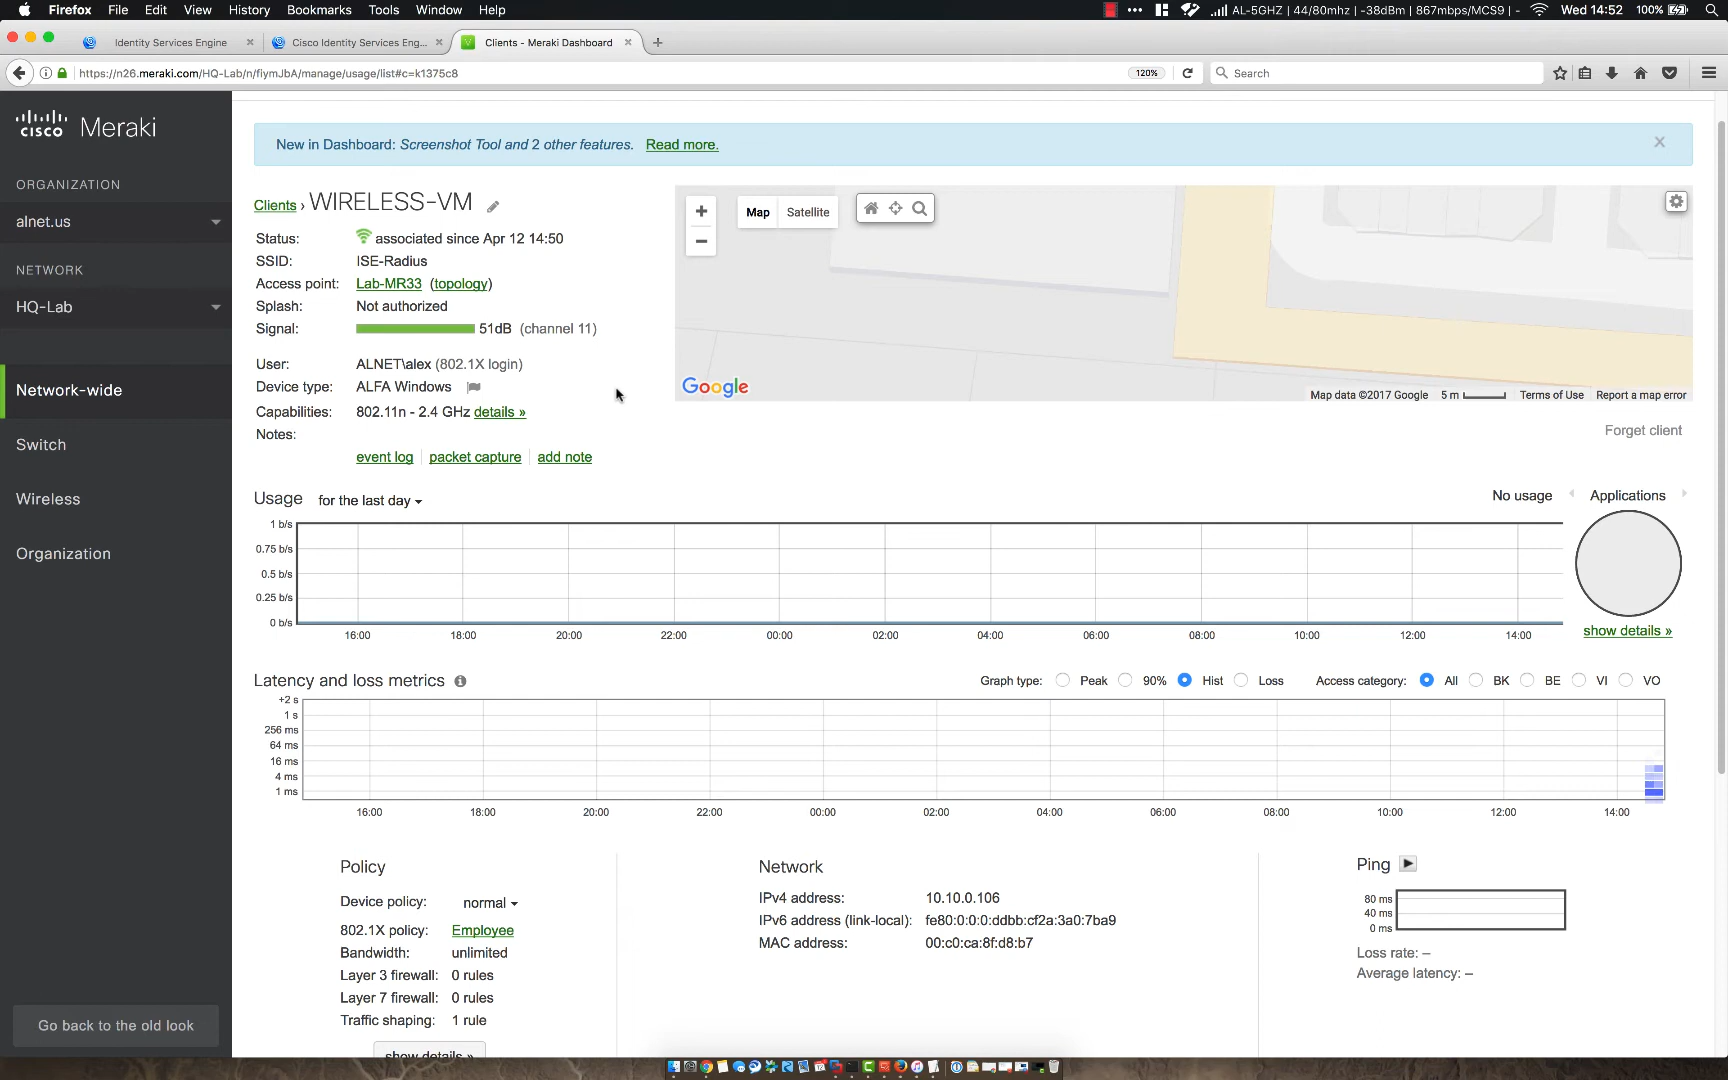 Firefox File Edit View History Bookmarks Tools Window Help
AL-5GHZ | 44/80mhz | -38dBm | 867mbps/MCS9 | - Wed 14:52 100%
Identity Services Engine × Cisco Identity Services Eng... × Clients - Meraki Dashboard × +
https://n26.meraki.com/HQ-Lab/n/fiymJbA/manage/usage/list#c=k1375c8 120% Search
CISCO Meraki
ORGANIZATION
alnet.us
NETWORK
HQ-Lab
Network-wide
Switch
Wireless
Organization
Go back to the old look
New in Dashboard: Screenshot Tool and 2 other features. Read more. ×
Clients › WIRELESS-VM
Status: associated since Apr 12 14:50
SSID: ISE-Radius
Access point: Lab-MR33 (topology)
Splash: Not authorized
Signal: 51dB (channel 11)
User: ALNET\alex (802.1X login)
Device type: ALFA Windows
Capabilities: 802.11n - 2.4 GHz details »
Notes:
event log packet capture add note
+
−
Map Satellite
Google
Map data ©2017 Google 5 m Terms of Use Report a map error
Forget client
Usage for the last day
No usage Applications
1 b/s
0.75 b/s
0.5 b/s
0.25 b/s
0 b/s
16:00 18:00 20:00 22:00 00:00 02:00 04:00 06:00 08:00 10:00 12:00 14:00
show details »
Latency and loss metrics
Graph type: Peak 90% Hist Loss Access category: All BK BE VI VO
+2 s
1 s
256 ms
64 ms
16 ms
4 ms
1 ms
16:00 18:00 20:00 22:00 00:00 02:00 04:00 06:00 08:00 10:00 12:00 14:00
Policy
Device policy: normal
802.1X policy: Employee
Bandwidth: unlimited
Layer 3 firewall: 0 rules
Layer 7 firewall: 0 rules
Traffic shaping: 1 rule
show details »
Network
IPv4 address: 10.10.0.106
IPv6 address (link-local): fe80:0:0:0:ddbb:cf2a:3a0:7ba9
MAC address: 00:c0:ca:8f:d8:b7
Ping
80 ms
40 ms
0 ms
Loss rate: –
Average latency: –